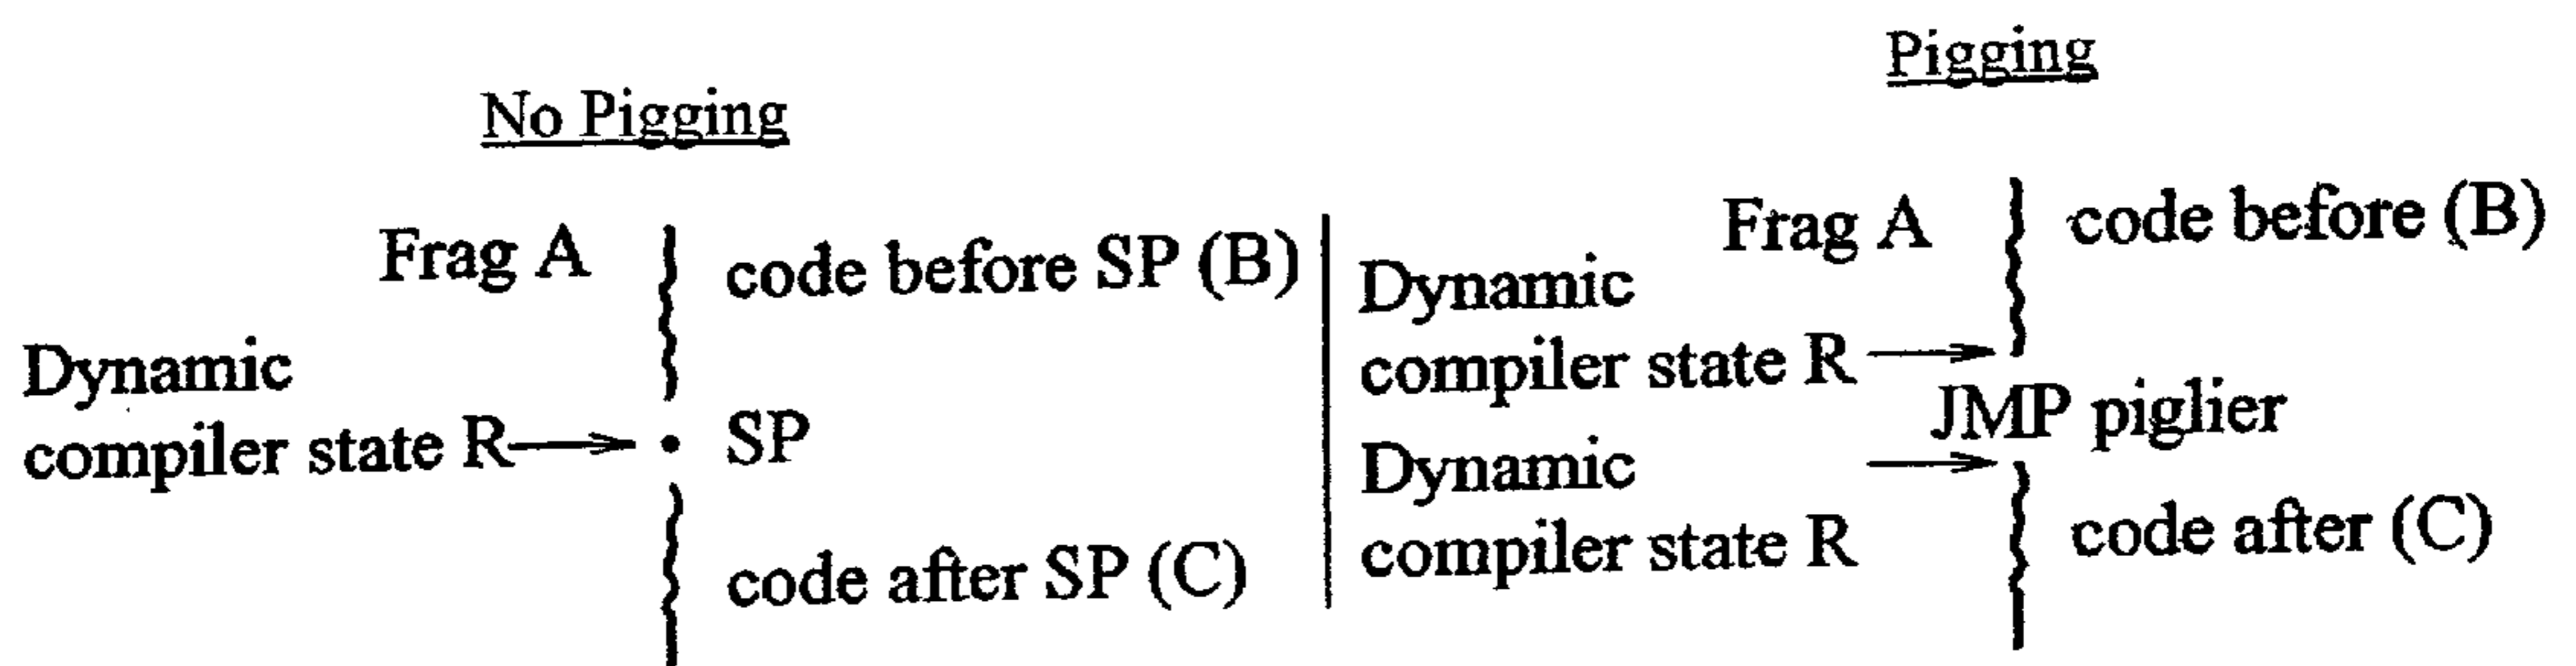 No Pigging
Frag A
code before SP (B)
Dynamic
compiler state R
SP
code after SP (C)
Pigging
Frag A
code before (B)
Dynamic
compiler state R
JMP piglier
Dynamic
compiler state R
code after (C)